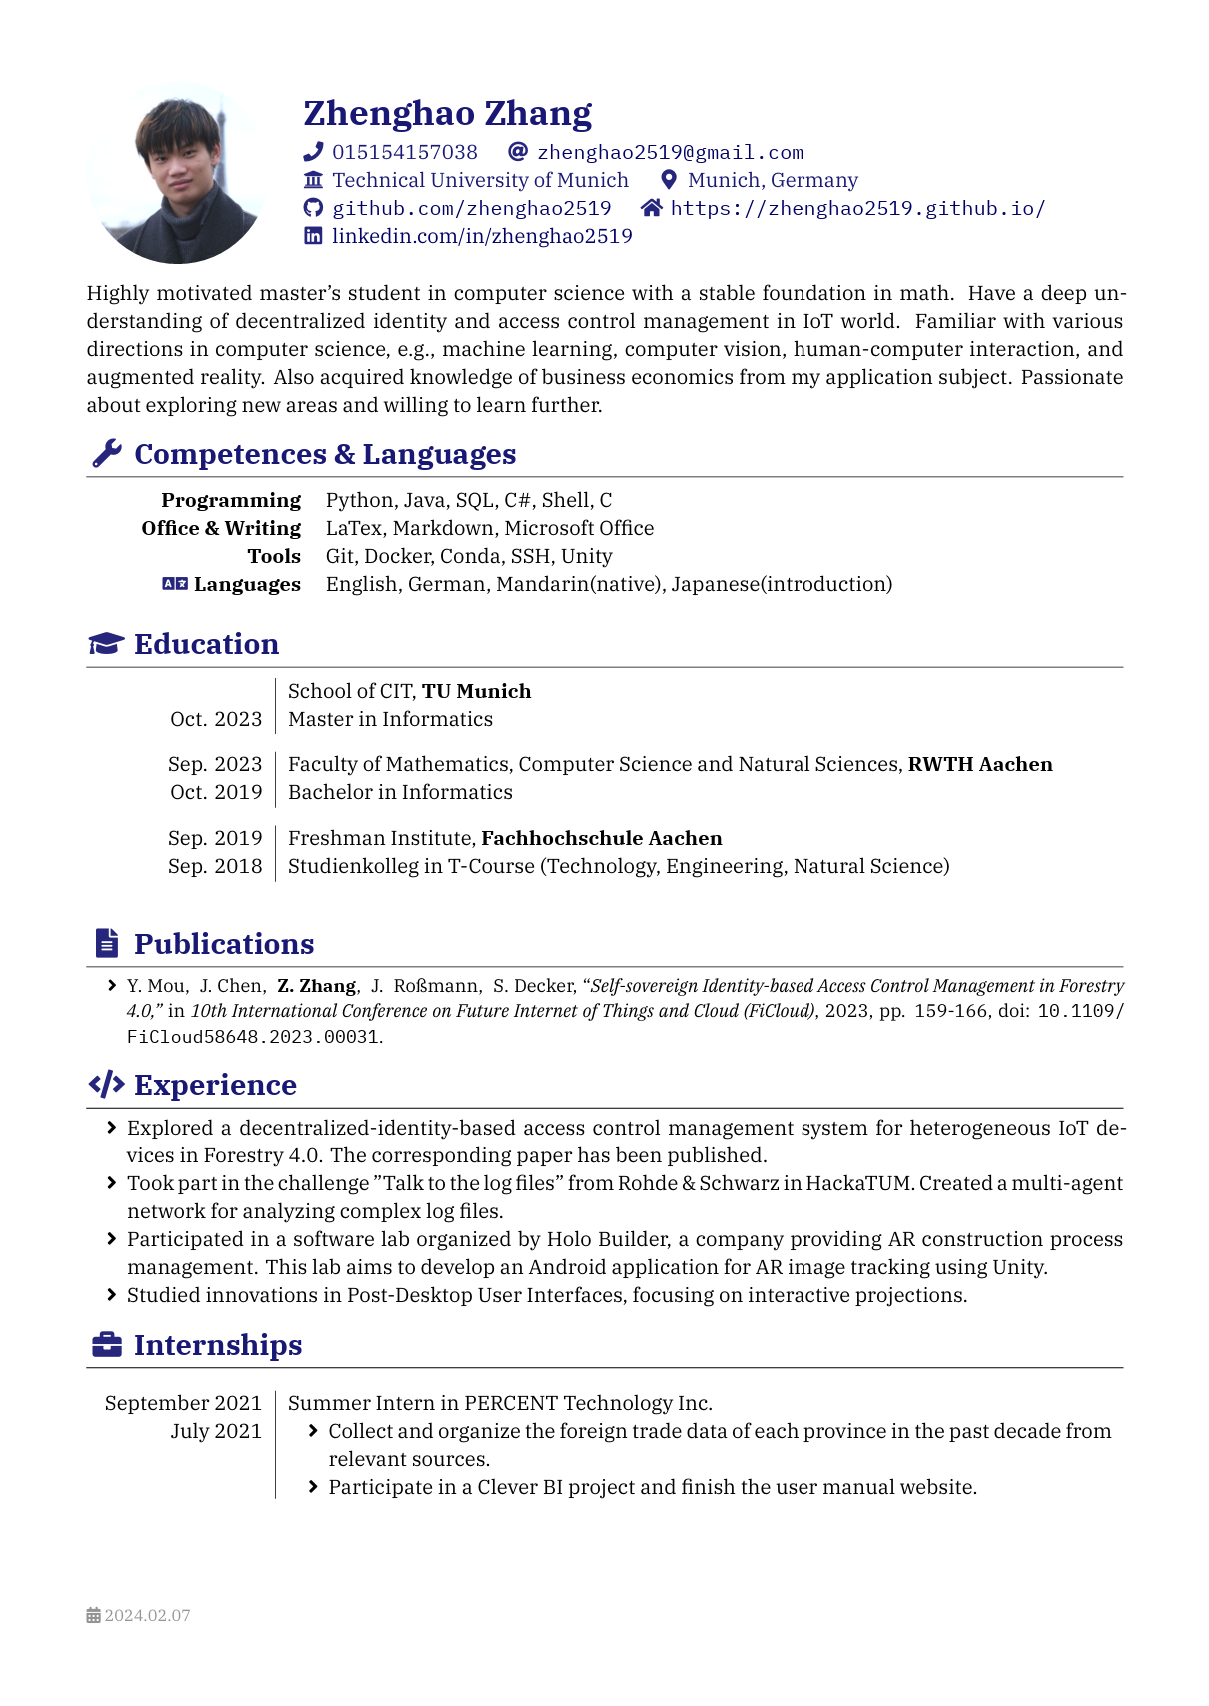 Zhenghao Zhang
015154157038 zhenghao2519@gmail.com
Technical University of Munich Munich, Germany
github.com/zhenghao2519 https://zhenghao2519.github.io/
linkedin.com/in/zhenghao2519
Highly motivated master’s student in computer science with a stable foundation in math. Have a deep un-
derstanding of decentralized identity and access control management in IoT world. Familiar with various
directions in computer science, e.g., machine learning, computer vision, human-computer interaction, and
augmented reality. Also acquired knowledge of business economics from my application subject. Passionate
about exploring new areas and willing to learn further.
Competences & Languages
Programming Python, Java, SQL, C#, Shell, C
Office & Writing LaTex, Markdown, Microsoft Office
Tools Git, Docker, Conda, SSH, Unity
Languages English, German, Mandarin(native), Japanese(introduction)
Education
School of CIT, TU Munich
Oct. 2023 Master in Informatics
Sep. 2023 Faculty of Mathematics, Computer Science and Natural Sciences, RWTH Aachen
Oct. 2019 Bachelor in Informatics
Sep. 2019 Freshman Institute, Fachhochschule Aachen
Sep. 2018 Studienkolleg in T-Course (Technology, Engineering, Natural Science)
Publications
Y. Mou, J. Chen, Z. Zhang, J. Roßmann, S. Decker, “Self-sovereign Identity-based Access Control Management in Forestry
4.0,” in 10th International Conference on Future Internet of Things and Cloud (FiCloud), 2023, pp. 159-166, doi: 10.1109/
FiCloud58648.2023.00031.
Experience
Explored a decentralized-identity-based access control management system for heterogeneous IoT de-
vices in Forestry 4.0. The corresponding paper has been published.
Took part in the challenge ”Talk to the log files” from Rohde & Schwarz in HackaTUM. Created a multi-agent
network for analyzing complex log files.
Participated in a software lab organized by Holo Builder, a company providing AR construction process
management. This lab aims to develop an Android application for AR image tracking using Unity.
Studied innovations in Post-Desktop User Interfaces, focusing on interactive projections.
Internships
September 2021 Summer Intern in PERCENT Technology Inc.
July 2021 Collect and organize the foreign trade data of each province in the past decade from
relevant sources.
Participate in a Clever BI project and finish the user manual website.
2024.02.07